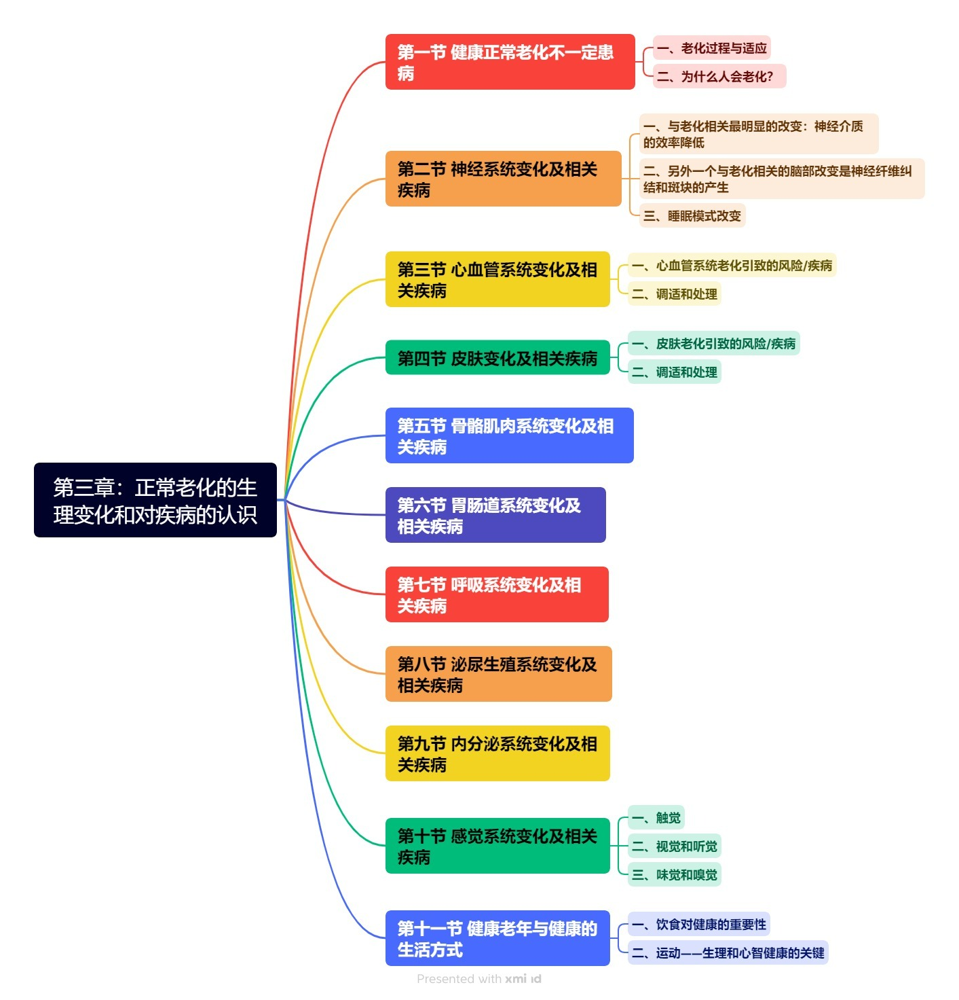 第一节 健康正常老化不一定患
病
一、老化过程与适应
二、为什么人会老化?
第二节 神经系统变化及相关
疾病
一、与老化相关最明显的改变：神经介质
的效率降低
二、另外一个与老化相关的脑部改变是神经纤维纠
结和斑块的产生
三、睡眠模式改变
第三节 心血管系统变化及相
关疾病
一、心血管系统老化引致的风险/疾病
二、调适和处理
第四节 皮肤变化及相关疾病
一、皮肤老化引致的风险/疾病
二、调适和处理
第五节 骨骼肌肉系统变化及相
关疾病
第三章：正常老化的生
理变化和对疾病的认识
第六节 胃肠道系统变化及
相关疾病
第七节 呼吸系统变化及相
关疾病
第八节 泌尿生殖系统变化及
相关疾病
第九节 内分泌系统变化及相
关疾病
第十节 感觉系统变化及相关
疾病
一、触觉
二、视觉和听觉
三、味觉和嗅觉
第十一节 健康老年与健康的
生活方式
一、饮食对健康的重要性
二、运动——生理和心智健康的关键
Presented with xmind